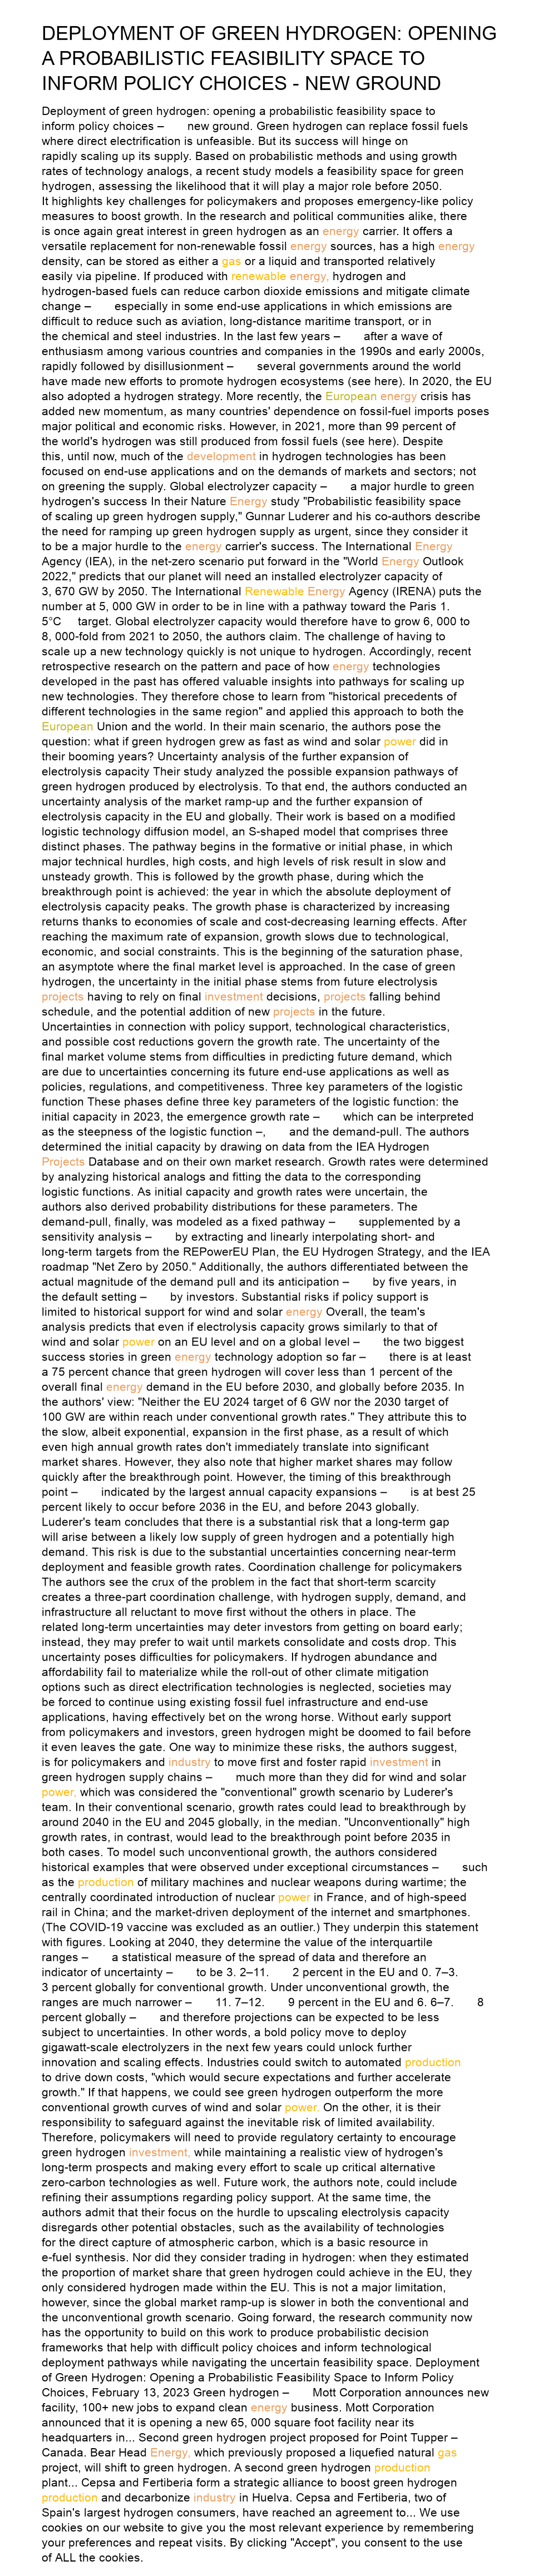 DEPLOYMENT OF GREEN HYDROGEN: OPENING
A PROBABILISTIC FEASIBILITY SPACE TO
INFORM POLICY CHOICES - NEW GROUND
Deployment of green hydrogen: opening a probabilistic feasibility space to
inform policy choices – new ground. Green hydrogen can replace fossil fuels
where direct electrification is unfeasible. But its success will hinge on
rapidly scaling up its supply. Based on probabilistic methods and using growth
rates of technology analogs, a recent study models a feasibility space for green
hydrogen, assessing the likelihood that it will play a major role before 2050.
It highlights key challenges for policymakers and proposes emergency-like policy
measures to boost growth. In the research and political communities alike, there
is once again great interest in green hydrogen as an energy carrier. It offers a
versatile replacement for non-renewable fossil energy sources, has a high energy
density, can be stored as either a gas or a liquid and transported relatively
easily via pipeline. If produced with renewable energy, hydrogen and
hydrogen-based fuels can reduce carbon dioxide emissions and mitigate climate
change – especially in some end-use applications in which emissions are
difficult to reduce such as aviation, long-distance maritime transport, or in
the chemical and steel industries. In the last few years – after a wave of
enthusiasm among various countries and companies in the 1990s and early 2000s,
rapidly followed by disillusionment – several governments around the world
have made new efforts to promote hydrogen ecosystems (see here). In 2020, the EU
also adopted a hydrogen strategy. More recently, the European energy crisis has
added new momentum, as many countries' dependence on fossil-fuel imports poses
major political and economic risks. However, in 2021, more than 99 percent of
the world's hydrogen was still produced from fossil fuels (see here). Despite
this, until now, much of the development in hydrogen technologies has been
focused on end-use applications and on the demands of markets and sectors; not
on greening the supply. Global electrolyzer capacity – a major hurdle to green
hydrogen's success In their Nature Energy study "Probabilistic feasibility space
of scaling up green hydrogen supply," Gunnar Luderer and his co-authors describe
the need for ramping up green hydrogen supply as urgent, since they consider it
to be a major hurdle to the energy carrier's success. The International Energy
Agency (IEA), in the net-zero scenario put forward in the "World Energy Outlook
2022," predicts that our planet will need an installed electrolyzer capacity of
3, 670 GW by 2050. The International Renewable Energy Agency (IRENA) puts the
number at 5, 000 GW in order to be in line with a pathway toward the Paris 1.
5°C target. Global electrolyzer capacity would therefore have to grow 6, 000 to
8, 000-fold from 2021 to 2050, the authors claim. The challenge of having to
scale up a new technology quickly is not unique to hydrogen. Accordingly, recent
retrospective research on the pattern and pace of how energy technologies
developed in the past has offered valuable insights into pathways for scaling up
new technologies. They therefore chose to learn from "historical precedents of
different technologies in the same region" and applied this approach to both the
European Union and the world. In their main scenario, the authors pose the
question: what if green hydrogen grew as fast as wind and solar power did in
their booming years? Uncertainty analysis of the further expansion of
electrolysis capacity Their study analyzed the possible expansion pathways of
green hydrogen produced by electrolysis. To that end, the authors conducted an
uncertainty analysis of the market ramp-up and the further expansion of
electrolysis capacity in the EU and globally. Their work is based on a modified
logistic technology diffusion model, an S-shaped model that comprises three
distinct phases. The pathway begins in the formative or initial phase, in which
major technical hurdles, high costs, and high levels of risk result in slow and
unsteady growth. This is followed by the growth phase, during which the
breakthrough point is achieved: the year in which the absolute deployment of
electrolysis capacity peaks. The growth phase is characterized by increasing
returns thanks to economies of scale and cost-decreasing learning effects. After
reaching the maximum rate of expansion, growth slows due to technological,
economic, and social constraints. This is the beginning of the saturation phase,
an asymptote where the final market level is approached. In the case of green
hydrogen, the uncertainty in the initial phase stems from future electrolysis
projects having to rely on final investment decisions, projects falling behind
schedule, and the potential addition of new projects in the future.
Uncertainties in connection with policy support, technological characteristics,
and possible cost reductions govern the growth rate. The uncertainty of the
final market volume stems from difficulties in predicting future demand, which
are due to uncertainties concerning its future end-use applications as well as
policies, regulations, and competitiveness. Three key parameters of the logistic
function These phases define three key parameters of the logistic function: the
initial capacity in 2023, the emergence growth rate – which can be interpreted
as the steepness of the logistic function –, and the demand-pull. The authors
determined the initial capacity by drawing on data from the IEA Hydrogen
Projects Database and on their own market research. Growth rates were determined
by analyzing historical analogs and fitting the data to the corresponding
logistic functions. As initial capacity and growth rates were uncertain, the
authors also derived probability distributions for these parameters. The
demand-pull, finally, was modeled as a fixed pathway – supplemented by a
sensitivity analysis – by extracting and linearly interpolating short- and
long-term targets from the REPowerEU Plan, the EU Hydrogen Strategy, and the IEA
roadmap "Net Zero by 2050." Additionally, the authors differentiated between the
actual magnitude of the demand pull and its anticipation – by five years, in
the default setting – by investors. Substantial risks if policy support is
limited to historical support for wind and solar energy Overall, the team's
analysis predicts that even if electrolysis capacity grows similarly to that of
wind and solar power on an EU level and on a global level – the two biggest
success stories in green energy technology adoption so far – there is at least
a 75 percent chance that green hydrogen will cover less than 1 percent of the
overall final energy demand in the EU before 2030, and globally before 2035. In
the authors' view: "Neither the EU 2024 target of 6 GW nor the 2030 target of
100 GW are within reach under conventional growth rates." They attribute this to
the slow, albeit exponential, expansion in the first phase, as a result of which
even high annual growth rates don't immediately translate into significant
market shares. However, they also note that higher market shares may follow
quickly after the breakthrough point. However, the timing of this breakthrough
point – indicated by the largest annual capacity expansions – is at best 25
percent likely to occur before 2036 in the EU, and before 2043 globally.
Luderer's team concludes that there is a substantial risk that a long-term gap
will arise between a likely low supply of green hydrogen and a potentially high
demand. This risk is due to the substantial uncertainties concerning near-term
deployment and feasible growth rates. Coordination challenge for policymakers
The authors see the crux of the problem in the fact that short-term scarcity
creates a three-part coordination challenge, with hydrogen supply, demand, and
infrastructure all reluctant to move first without the others in place. The
related long-term uncertainties may deter investors from getting on board early;
instead, they may prefer to wait until markets consolidate and costs drop. This
uncertainty poses difficulties for policymakers. If hydrogen abundance and
affordability fail to materialize while the roll-out of other climate mitigation
options such as direct electrification technologies is neglected, societies may
be forced to continue using existing fossil fuel infrastructure and end-use
applications, having effectively bet on the wrong horse. Without early support
from policymakers and investors, green hydrogen might be doomed to fail before
it even leaves the gate. One way to minimize these risks, the authors suggest,
is for policymakers and industry to move first and foster rapid investment in
green hydrogen supply chains – much more than they did for wind and solar
power, which was considered the "conventional" growth scenario by Luderer's
team. In their conventional scenario, growth rates could lead to breakthrough by
around 2040 in the EU and 2045 globally, in the median. "Unconventionally" high
growth rates, in contrast, would lead to the breakthrough point before 2035 in
both cases. To model such unconventional growth, the authors considered
historical examples that were observed under exceptional circumstances – such
as the production of military machines and nuclear weapons during wartime; the
centrally coordinated introduction of nuclear power in France, and of high-speed
rail in China; and the market-driven deployment of the internet and smartphones.
(The COVID-19 vaccine was excluded as an outlier.) They underpin this statement
with figures. Looking at 2040, they determine the value of the interquartile
ranges – a statistical measure of the spread of data and therefore an
indicator of uncertainty – to be 3. 2–11. 2 percent in the EU and 0. 7–3.
3 percent globally for conventional growth. Under unconventional growth, the
ranges are much narrower – 11. 7–12. 9 percent in the EU and 6. 6–7. 8
percent globally – and therefore projections can be expected to be less
subject to uncertainties. In other words, a bold policy move to deploy
gigawatt-scale electrolyzers in the next few years could unlock further
innovation and scaling effects. Industries could switch to automated production
to drive down costs, "which would secure expectations and further accelerate
growth." If that happens, we could see green hydrogen outperform the more
conventional growth curves of wind and solar power. On the other, it is their
responsibility to safeguard against the inevitable risk of limited availability.
Therefore, policymakers will need to provide regulatory certainty to encourage
green hydrogen investment, while maintaining a realistic view of hydrogen's
long-term prospects and making every effort to scale up critical alternative
zero-carbon technologies as well. Future work, the authors note, could include
refining their assumptions regarding policy support. At the same time, the
authors admit that their focus on the hurdle to upscaling electrolysis capacity
disregards other potential obstacles, such as the availability of technologies
for the direct capture of atmospheric carbon, which is a basic resource in
e-fuel synthesis. Nor did they consider trading in hydrogen: when they estimated
the proportion of market share that green hydrogen could achieve in the EU, they
only considered hydrogen made within the EU. This is not a major limitation,
however, since the global market ramp-up is slower in both the conventional and
the unconventional growth scenario. Going forward, the research community now
has the opportunity to build on this work to produce probabilistic decision
frameworks that help with difficult policy choices and inform technological
deployment pathways while navigating the uncertain feasibility space. Deployment
of Green Hydrogen: Opening a Probabilistic Feasibility Space to Inform Policy
Choices, February 13, 2023 Green hydrogen – Mott Corporation announces new
facility, 100+ new jobs to expand clean energy business. Mott Corporation
announced that it is opening a new 65, 000 square foot facility near its
headquarters in... Second green hydrogen project proposed for Point Tupper –
Canada. Bear Head Energy, which previously proposed a liquefied natural gas
project, will shift to green hydrogen. A second green hydrogen production
plant... Cepsa and Fertiberia form a strategic alliance to boost green hydrogen
production and decarbonize industry in Huelva. Cepsa and Fertiberia, two of
Spain's largest hydrogen consumers, have reached an agreement to... We use
cookies on our website to give you the most relevant experience by remembering
your preferences and repeat visits. By clicking "Accept", you consent to the use
of ALL the cookies.